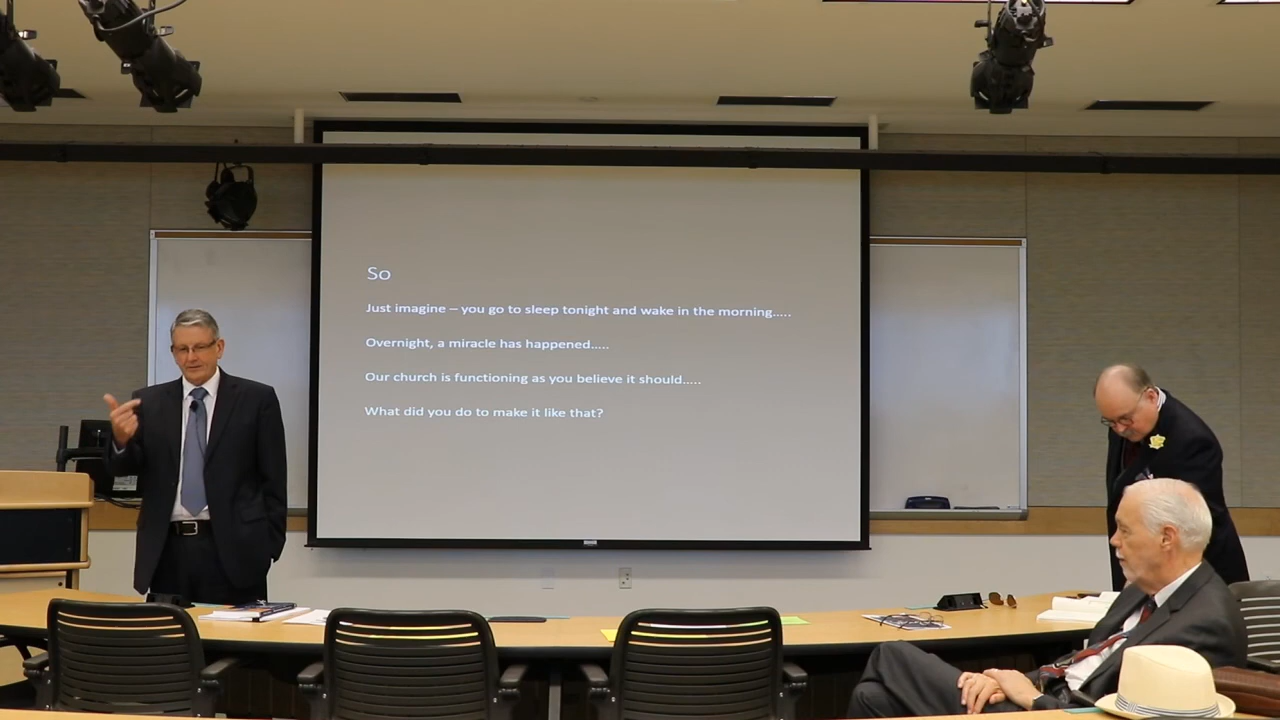 So
Just imagine – you go to sleep tonight and wake in the morning.....
Overnight, a miracle has happened.....
Our church is functioning as you believe it should.....
What did you do to make it like that?